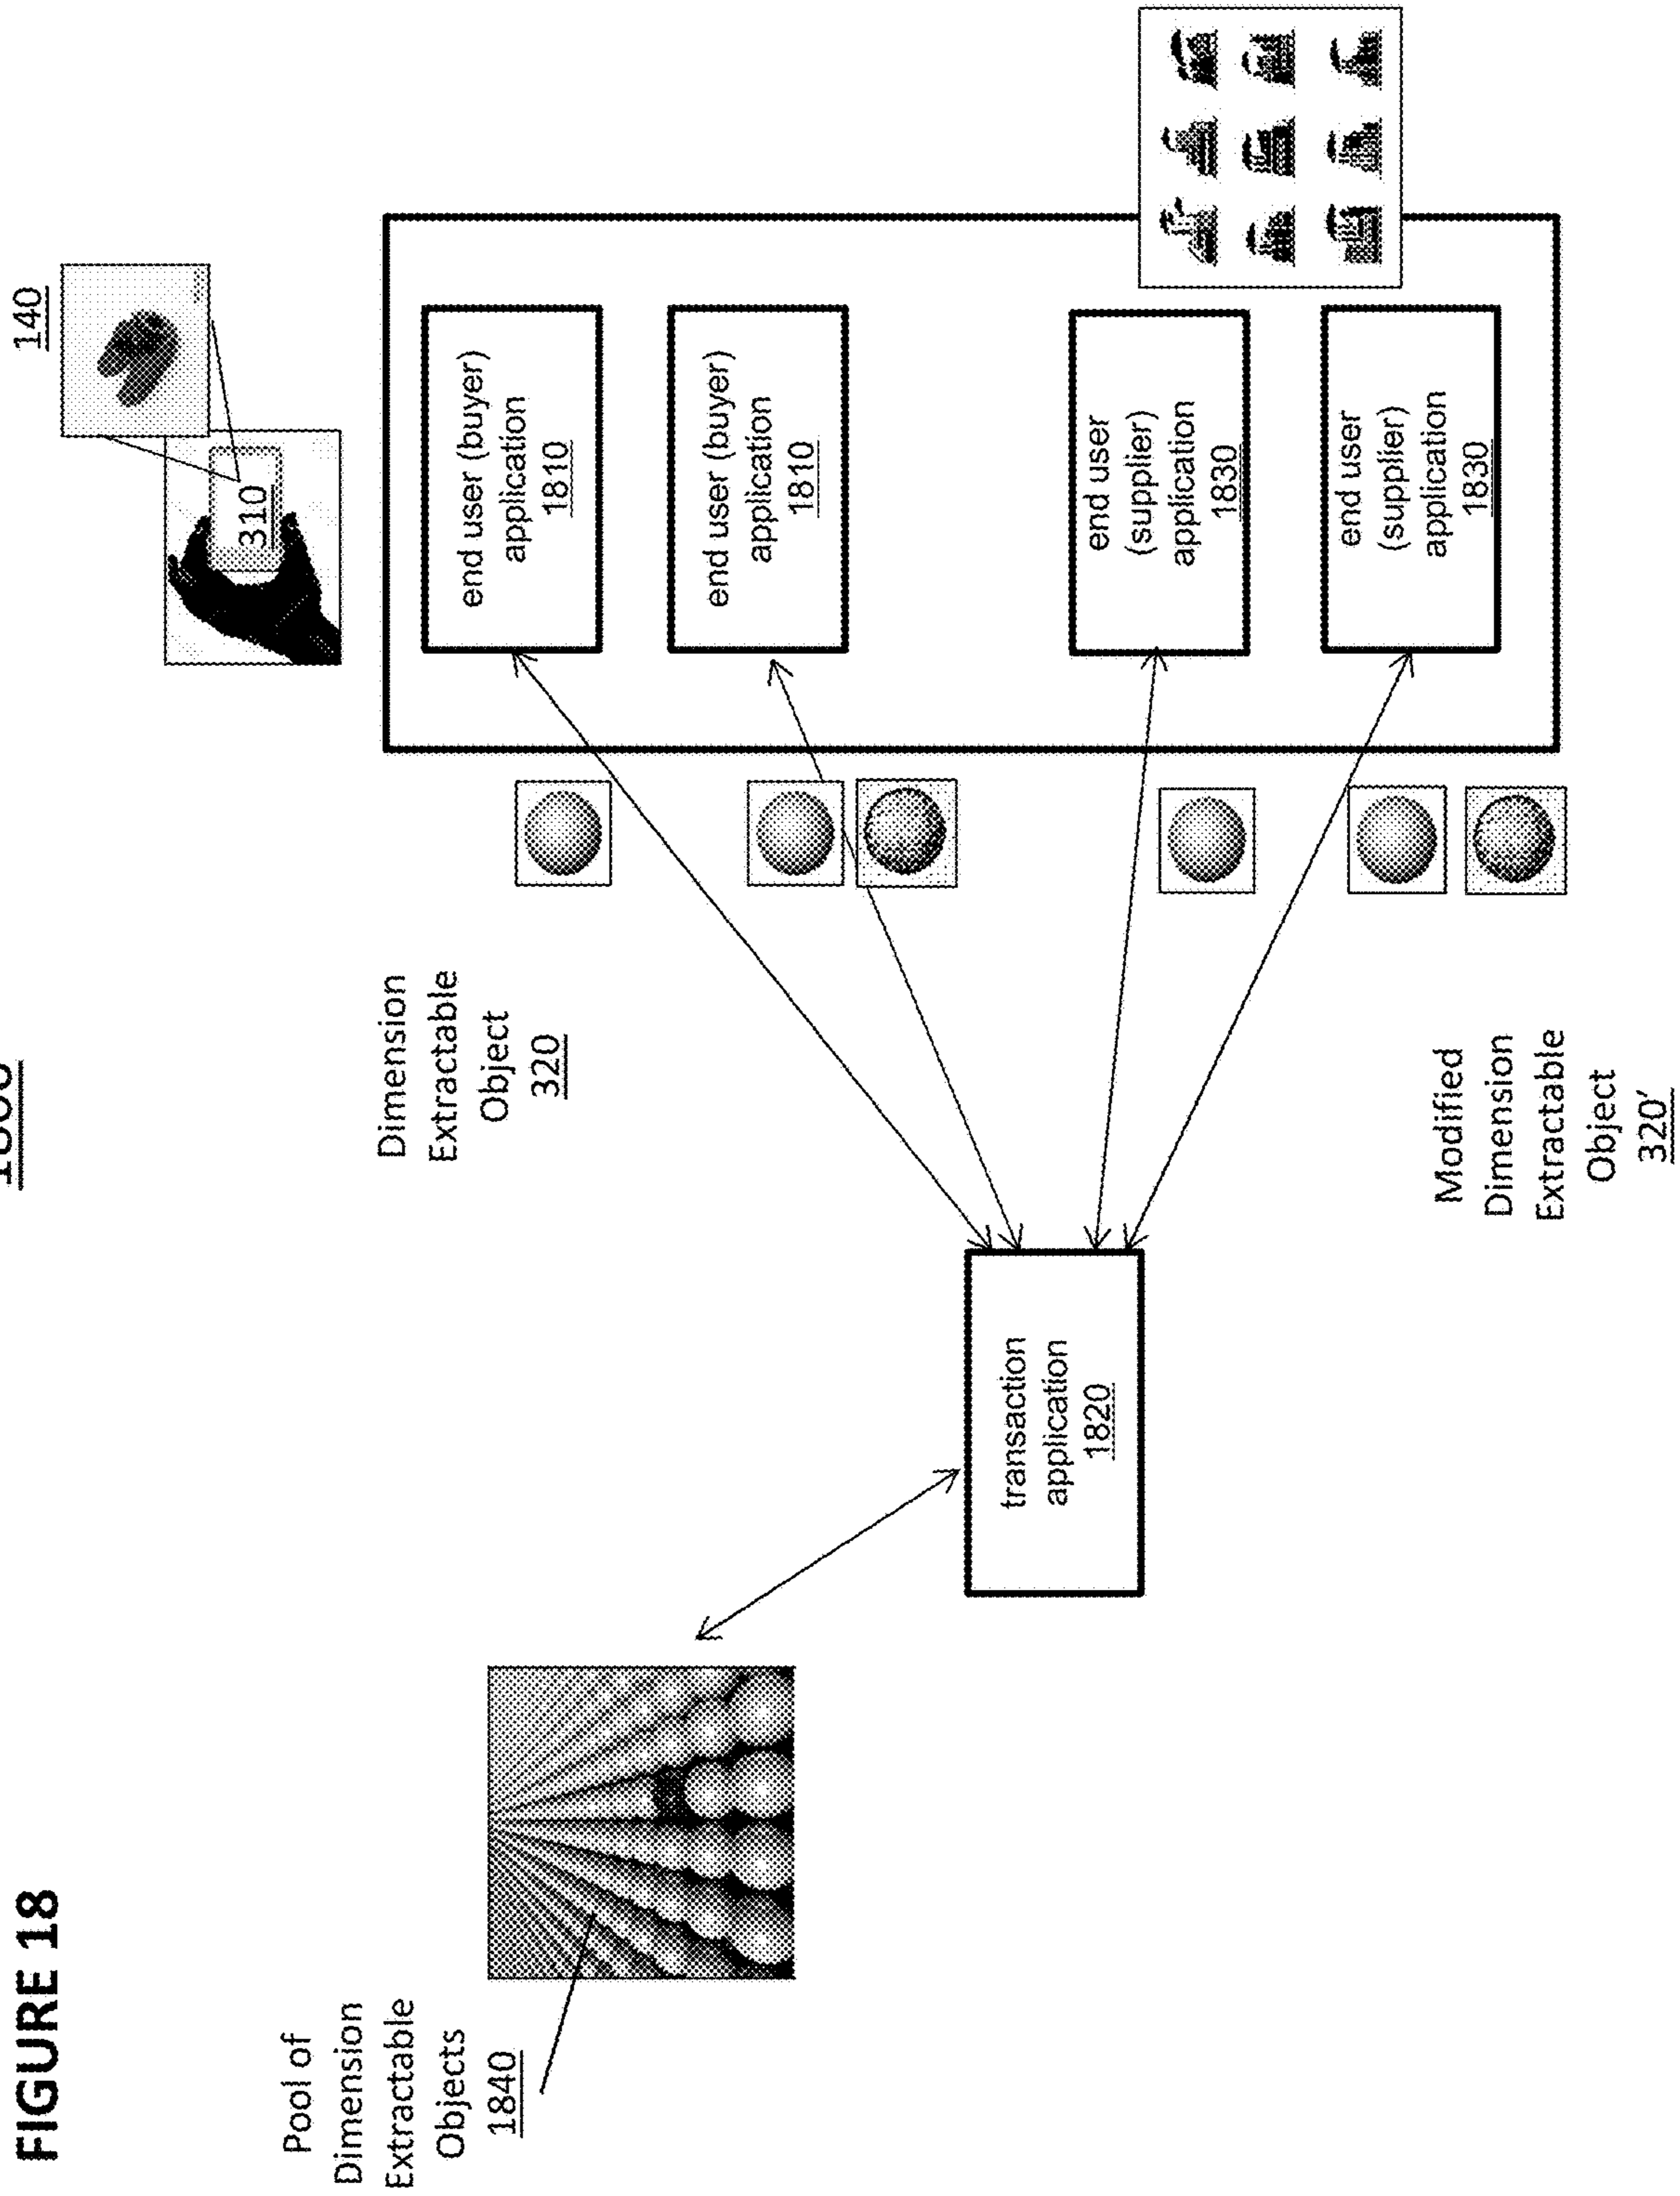 FIGURE 18
140
310
Pool of
Dimension
Extractable
Objects
1840
Dimension
Extractable
Object
320
end user (buyer)
application
1810
end user (buyer)
application
1810
transaction
application
1820
end user
(supplier)
application
1830
end user
(supplier)
application
1830
Modified
Dimension
Extractable
Object
320'